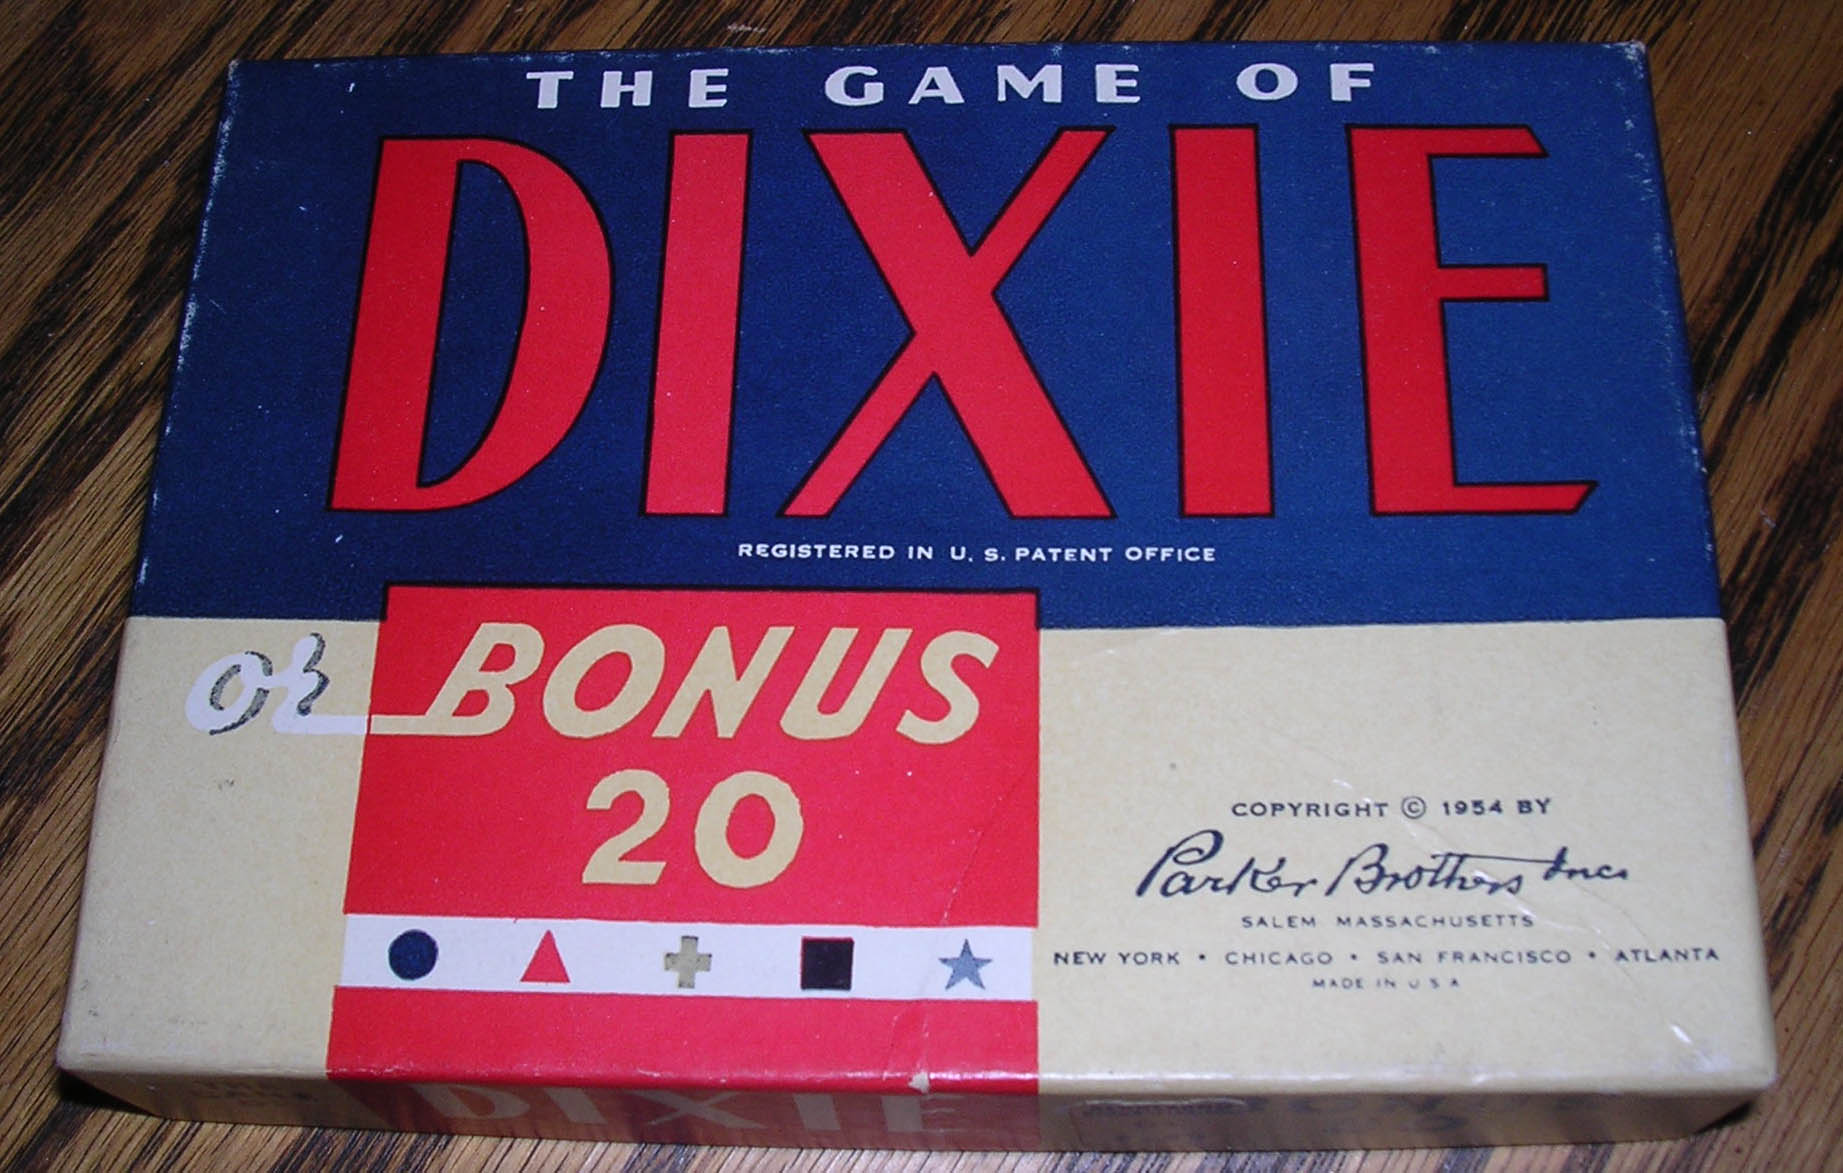 THE GAME OF
DIXIE
REGISTERED IN U. S. PATENT OFFICE
or BONUS
20
COPYRIGHT © 1954 BY
Parker Brothers Inc.
SALEM MASSACHUSETTS
NEW YORK • CHICAGO • SAN FRANCISCO • ATLANTA
MADE IN U S A
DIXIE